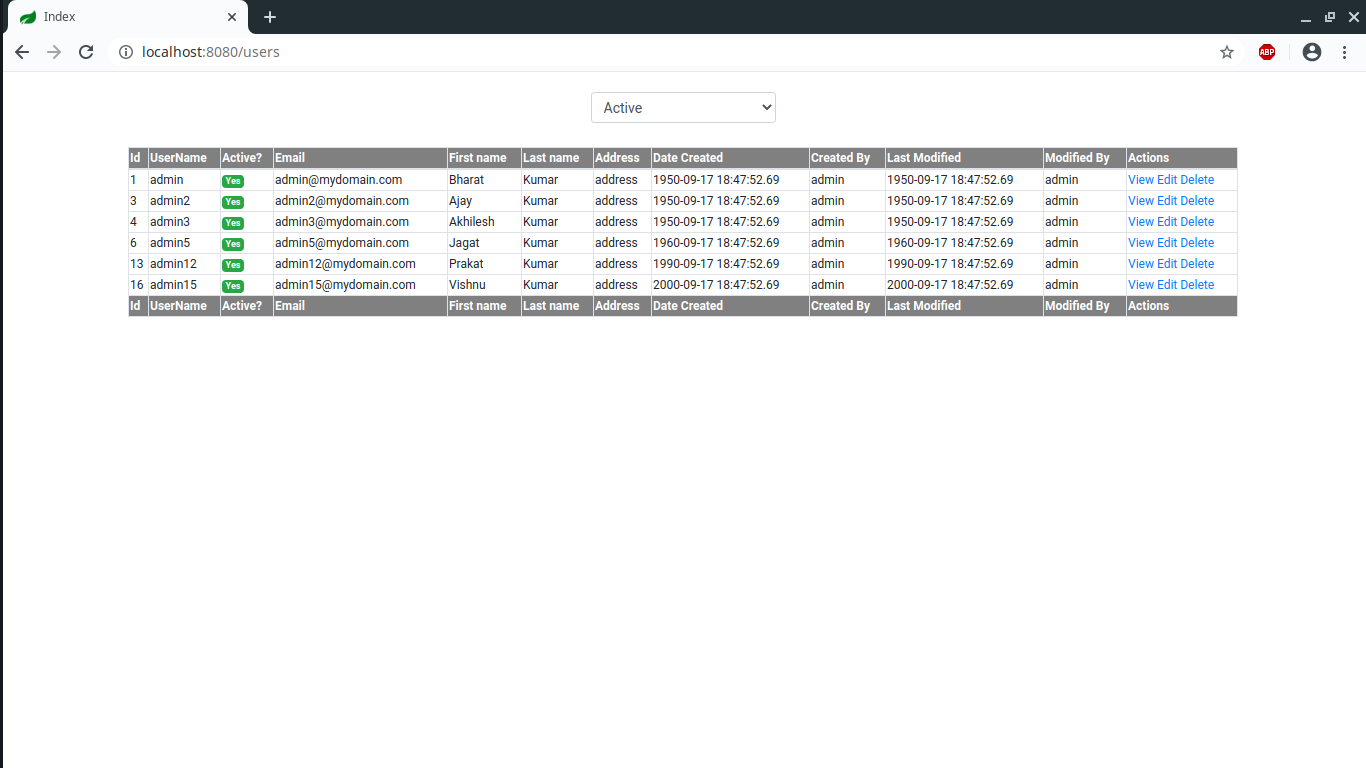 Index
localhost:8080/users
ABP
Active
Id UserName Active? Email First name Last name Address Date Created Created By Last Modified Modified By Actions
1 admin Yes admin@mydomain.com Bharat Kumar address 1950-09-17 18:47:52.69 admin 1950-09-17 18:47:52.69 admin View Edit Delete
3 admin2 Yes admin2@mydomain.com Ajay Kumar address 1950-09-17 18:47:52.69 admin 1950-09-17 18:47:52.69 admin View Edit Delete
4 admin3 Yes admin3@mydomain.com Akhilesh Kumar address 1950-09-17 18:47:52.69 admin 1950-09-17 18:47:52.69 admin View Edit Delete
6 admin5 Yes admin5@mydomain.com Jagat Kumar address 1960-09-17 18:47:52.69 admin 1960-09-17 18:47:52.69 admin View Edit Delete
13 admin12 Yes admin12@mydomain.com Prakat Kumar address 1990-09-17 18:47:52.69 admin 1990-09-17 18:47:52.69 admin View Edit Delete
16 admin15 Yes admin15@mydomain.com Vishnu Kumar address 2000-09-17 18:47:52.69 admin 2000-09-17 18:47:52.69 admin View Edit Delete
Id UserName Active? Email First name Last name Address Date Created Created By Last Modified Modified By Actions